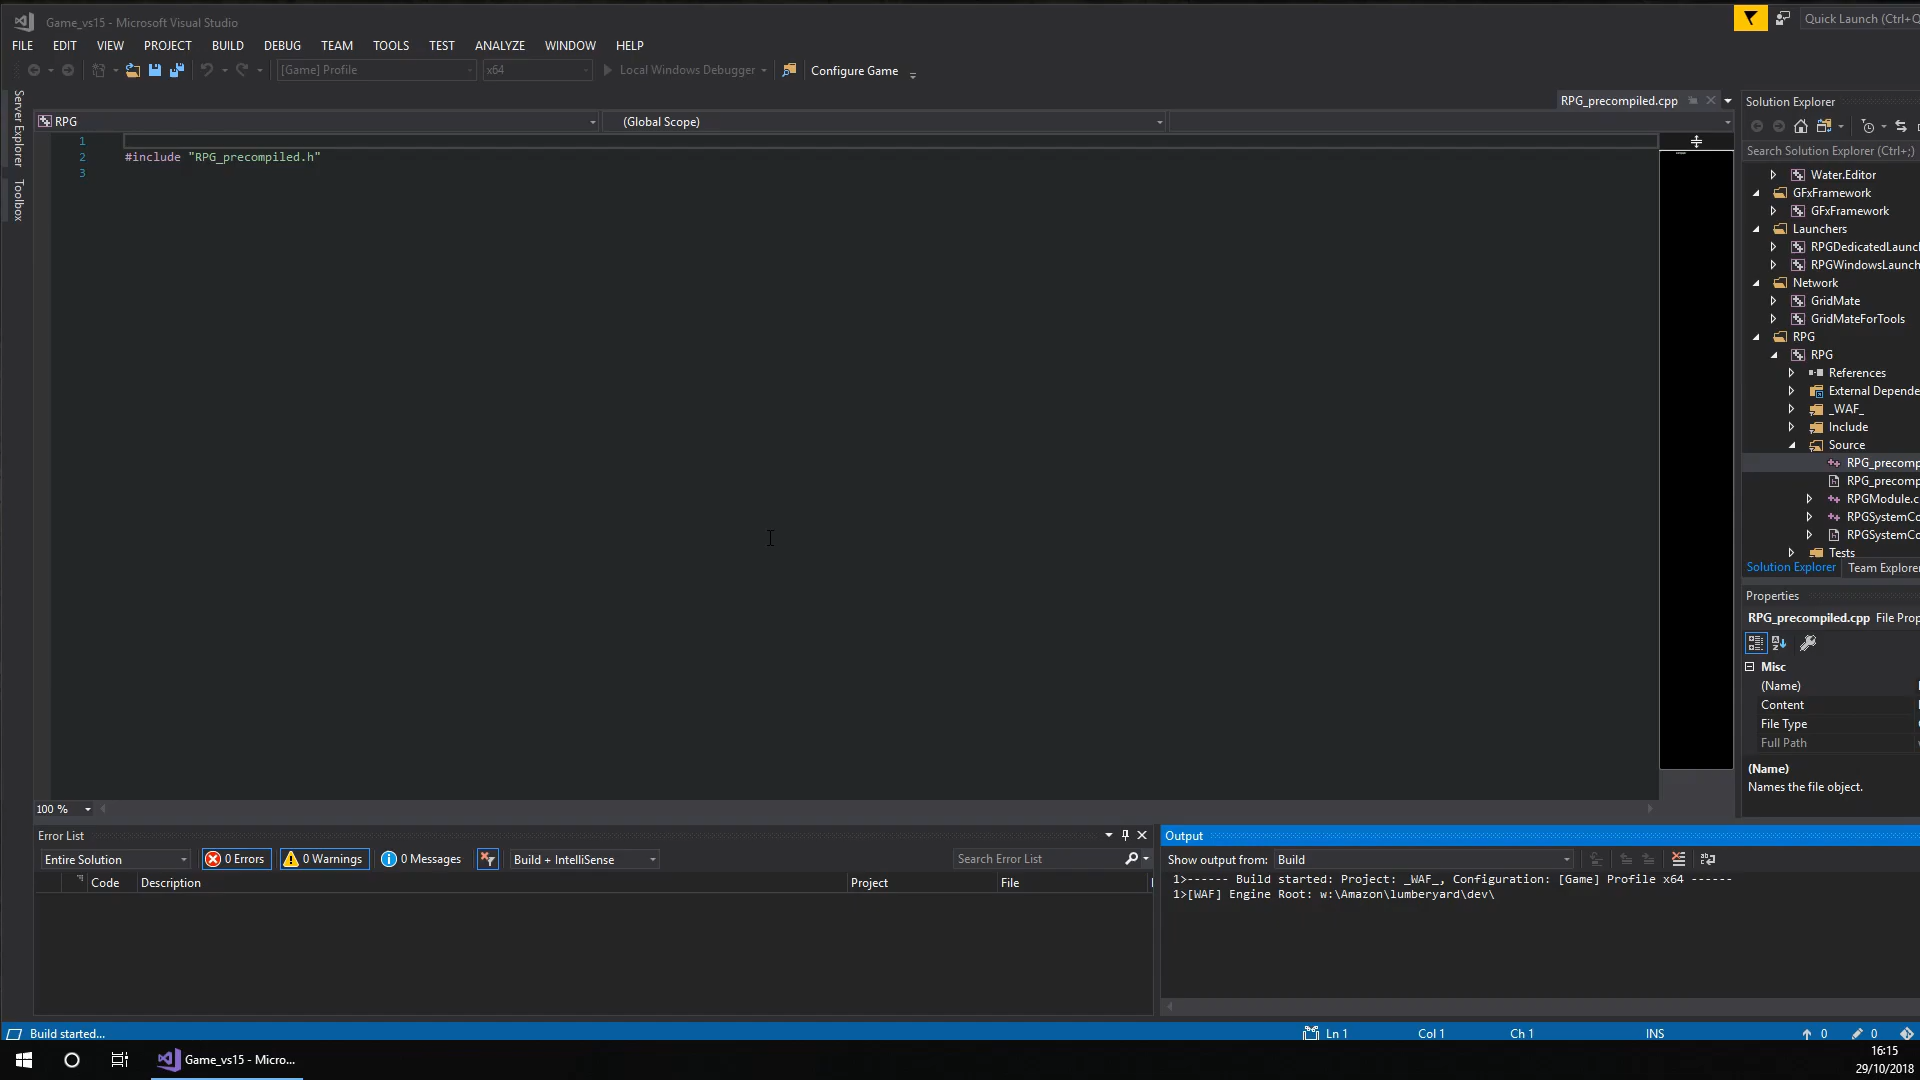 Game_vs15 - Microsoft Visual Studio
Quick Launch (Ctrl+Q
FILE EDIT VIEW PROJECT BUILD DEBUG TEAM TOOLS TEST ANALYZE WINDOW HELP
[Game] Profile x64 Local Windows Debugger Configure Game
Server Explorer
Toolbox
RPG_precompiled.cpp
RPG (Global Scope)
1
2 #include "RPG_precompiled.h"
3
100 %
Solution Explorer
Search Solution Explorer (Ctrl+;)
Water.Editor
GFxFramework
GFxFramework
Launchers
RPGDedicatedLaunc
RPGWindowsLaunch
Network
GridMate
GridMateForTools
RPG
RPG
References
External Depende
_WAF_
Include
Source
RPG_precomp
RPG_precomp
RPGModule.c
RPGSystemCo
RPGSystemCo
Tests
Solution Explorer Team Explorer
Properties
RPG_precompiled.cpp File Prop
Misc
(Name)
Content
File Type
Full Path
(Name)
Names the file object.
Error List
Entire Solution 0 Errors 0 Warnings 0 Messages Build + IntelliSense Search Error List
Code Description Project File
Output
Show output from: Build
1>------ Build started: Project: _WAF_, Configuration: [Game] Profile x64 ------
1>[WAF] Engine Root: w:\Amazon\lumberyard\dev\
Build started... Ln 1 Col 1 Ch 1 INS 0 0
Game_vs15 - Micro...
16:15
29/10/2018